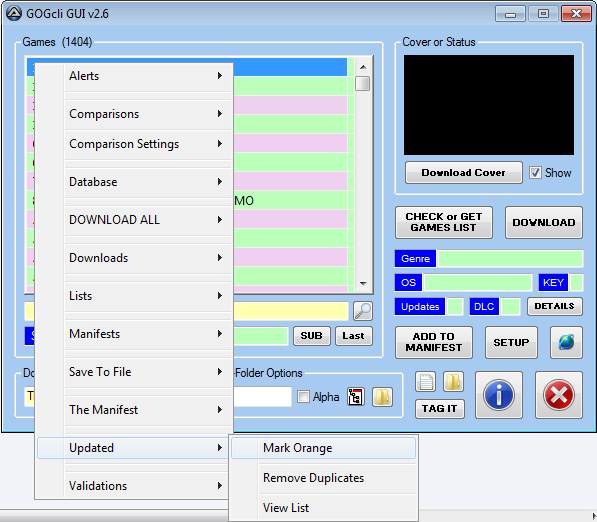 GOGcli GUI v2.6
Games (1404)
Cover or Status
Alerts
Comparisons
Comparison Settings
Database
MO
DOWNLOAD ALL
Downloads
Lists
Manifests
Save To File
The Manifest
Updated
Validations
Mark Orange
Remove Duplicates
View List
Download Cover
Show
CHECK or GET
GAMES LIST
DOWNLOAD
Genre
OS
KEY
Updates
DLC
DETAILS
SUB
Last
ADD TO
MANIFEST
SETUP
Folder Options
Alpha
TAG IT